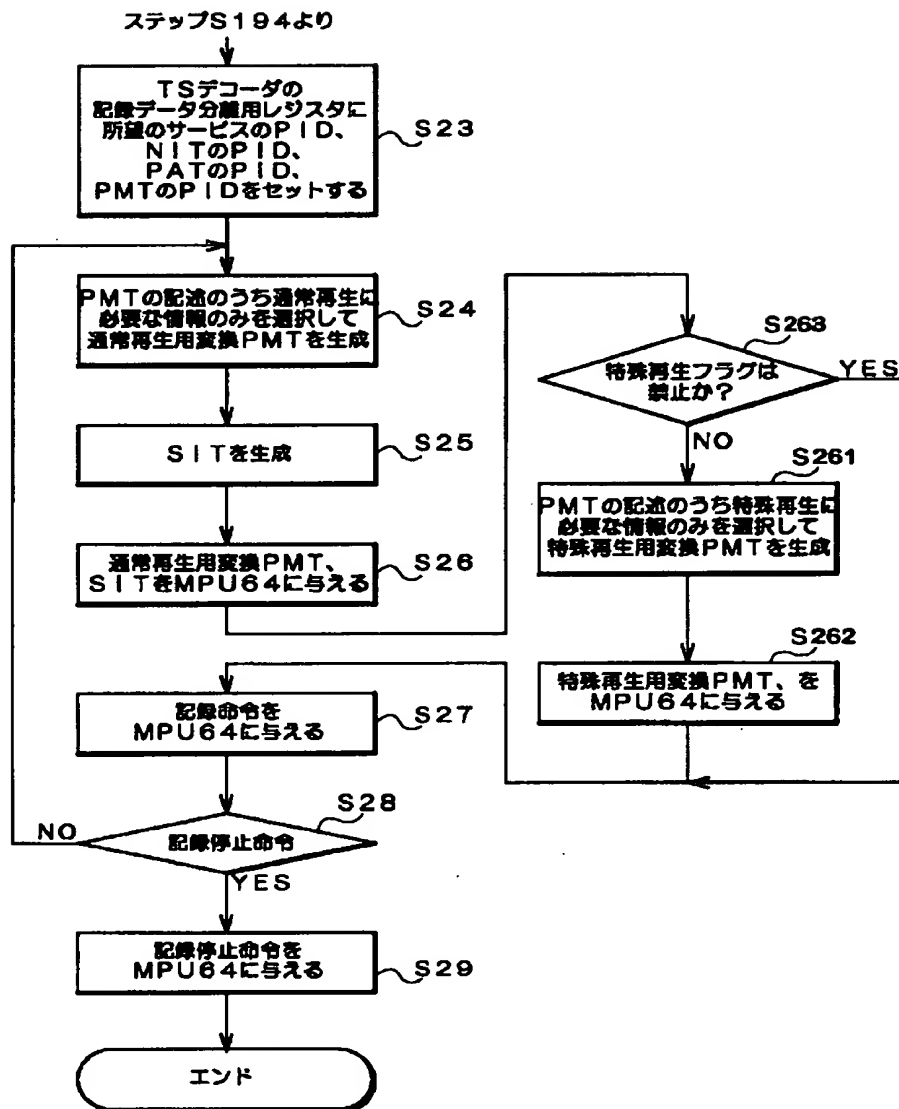 ステップS194より
TSデコーダの
記録データ分離用レジスタに
所望のサービスのPID、
NITのPID、
PATのPID、
PMTのPIDをセットする
S23
PMTの記述のうち通常再生に
必要な情報のみを選択して
通常再生用変換PMTを生成
S24
SITを生成
S25
通常再生用変換PMT、
SITをMPU64に与える
S26
特殊再生フラグは
禁止か?
S263
YES
NO
PMTの記述のうち特殊再生に
必要な情報のみを選択して
特殊再生用変換PMTを生成
S261
特殊再生用変換PMT、を
MPU64に与える
S262
記録命令を
MPU64に与える
S27
記録停止命令
S28
NO
YES
記録停止命令を
MPU64に与える
S29
エンド